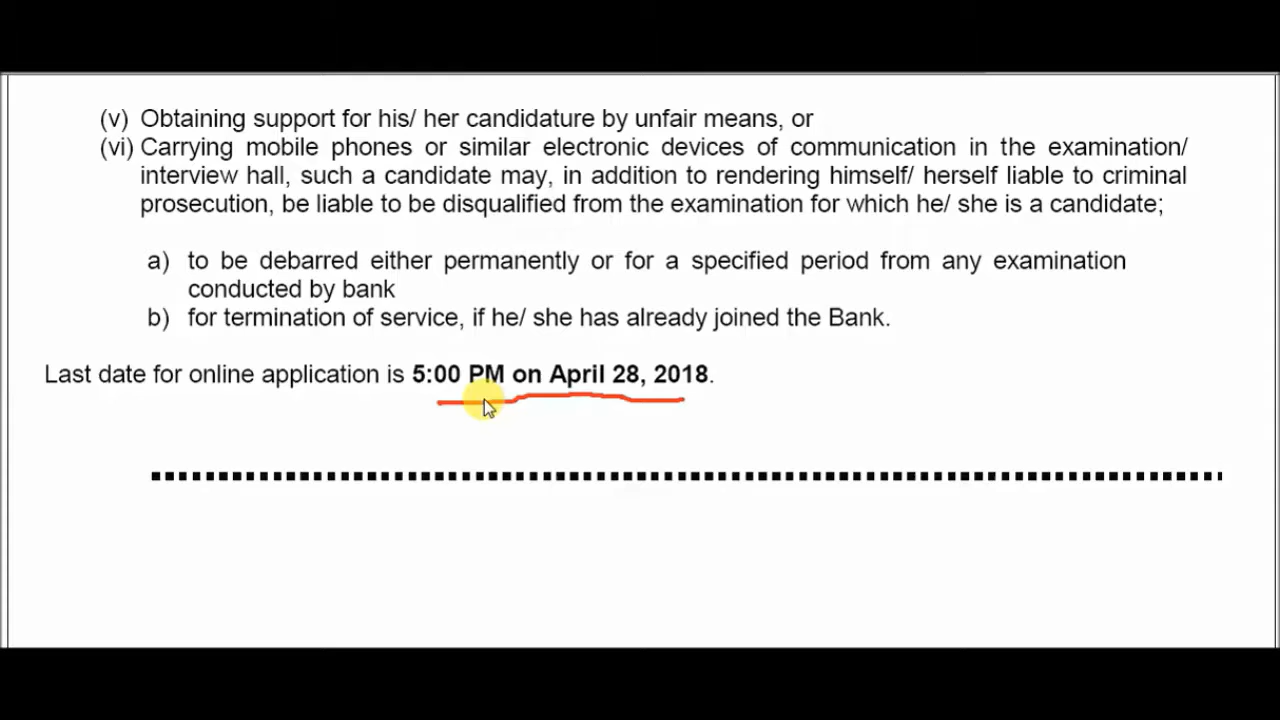 (v) Obtaining support for his/ her candidature by unfair means, or
(vi) Carrying mobile phones or similar electronic devices of communication in the examination/
interview hall, such a candidate may, in addition to rendering himself/ herself liable to criminal
prosecution, be liable to be disqualified from the examination for which he/ she is a candidate;
a) to be debarred either permanently or for a specified period from any examination
conducted by bank
b) for termination of service, if he/ she has already joined the Bank.
Last date for online application is 5:00 PM on April 28, 2018.